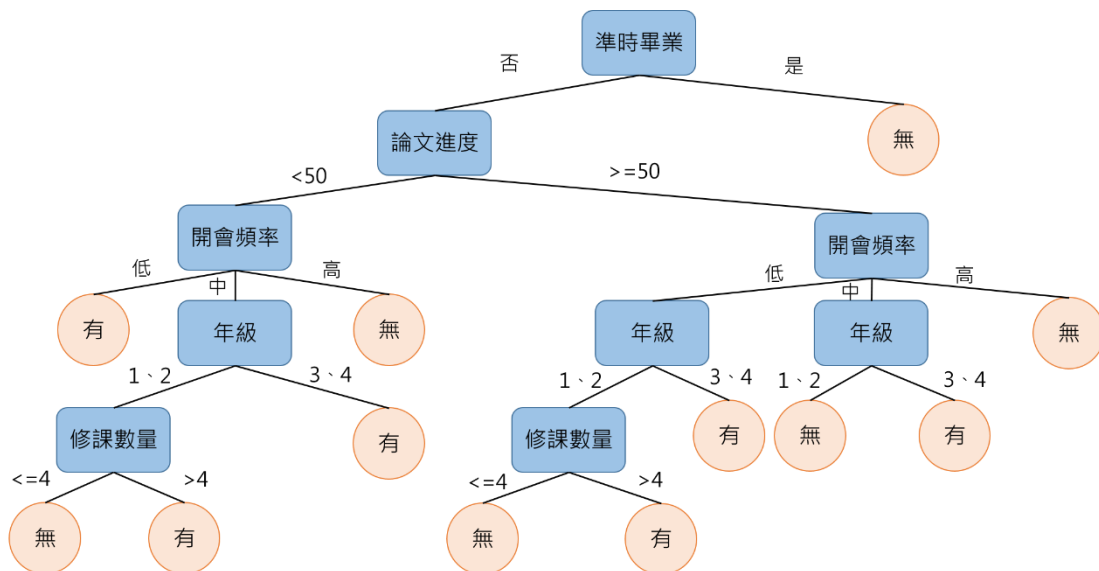 準時畢業
否
是
論文進度
無
<50
>=50
開會頻率
開會頻率
低
中
高
低
中
高
有
年級
無
年級
年級
無
1、2
3、4
1、2
3、4
1、2
3、4
修課數量
有
修課數量
有
無
有
<=4
>4
<=4
>4
無
有
無
有